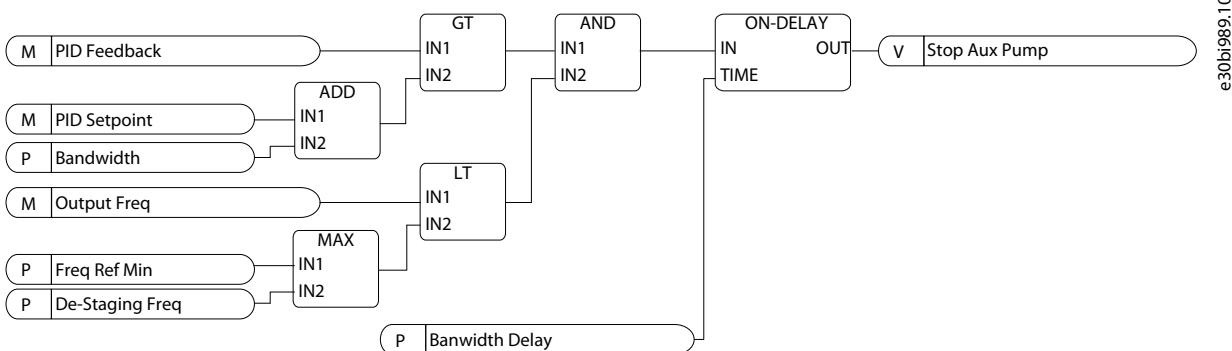 GT
AND
ON-DELAY
M PID Feedback
IN1
IN1
IN
OUT
V Stop Aux Pump
IN2
IN2
TIME
ADD
M PID Setpoint
IN1
P Bandwidth
IN2
LT
M Output Freq
IN1
IN2
MAX
P Freq Ref Min
IN1
P De-Staging Freq
IN2
P Banwidth Delay
e30bi989.10